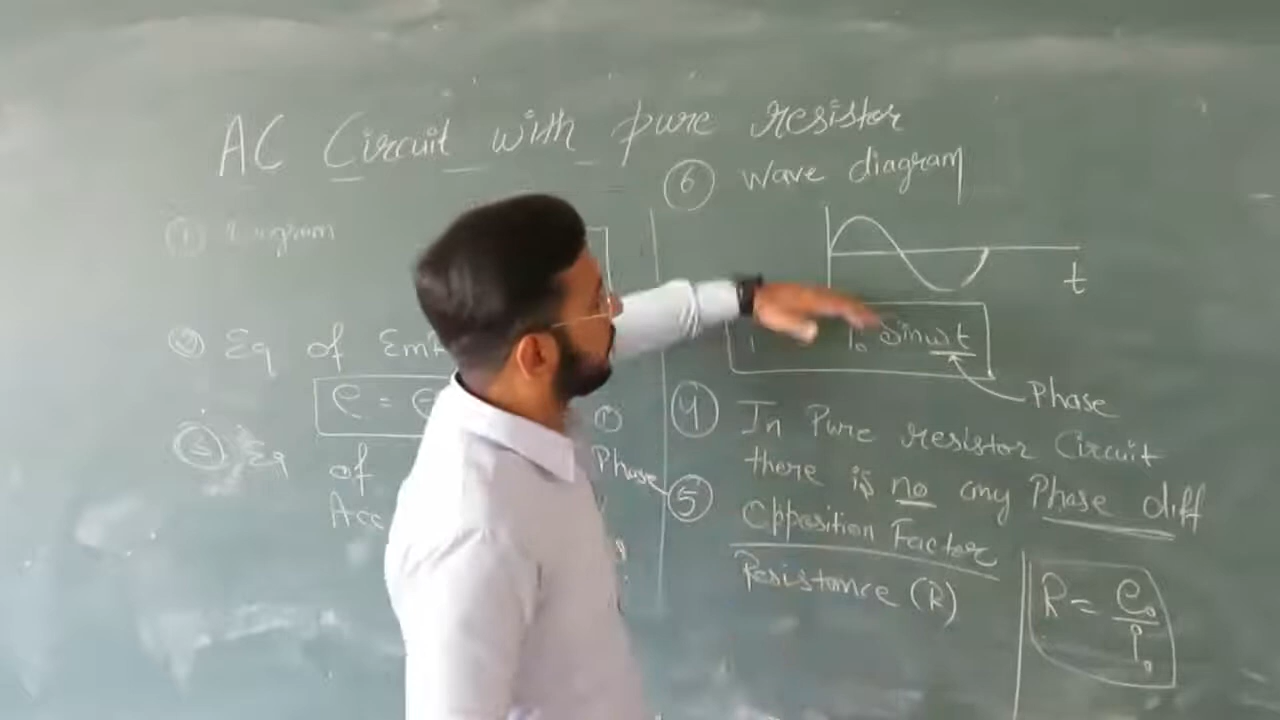 AC Circuit with pure resistor
① Diagram
② Eq of Emf
e =
③ Eq of
Acc
Phase
⑥ Wave diagram
t
I₀ Sinωt
Phase
④ In Pure resistor Circuit
there is no any Phase diff
⑤ Opposition Factor
Resistance (R)
R = e₀/I₀